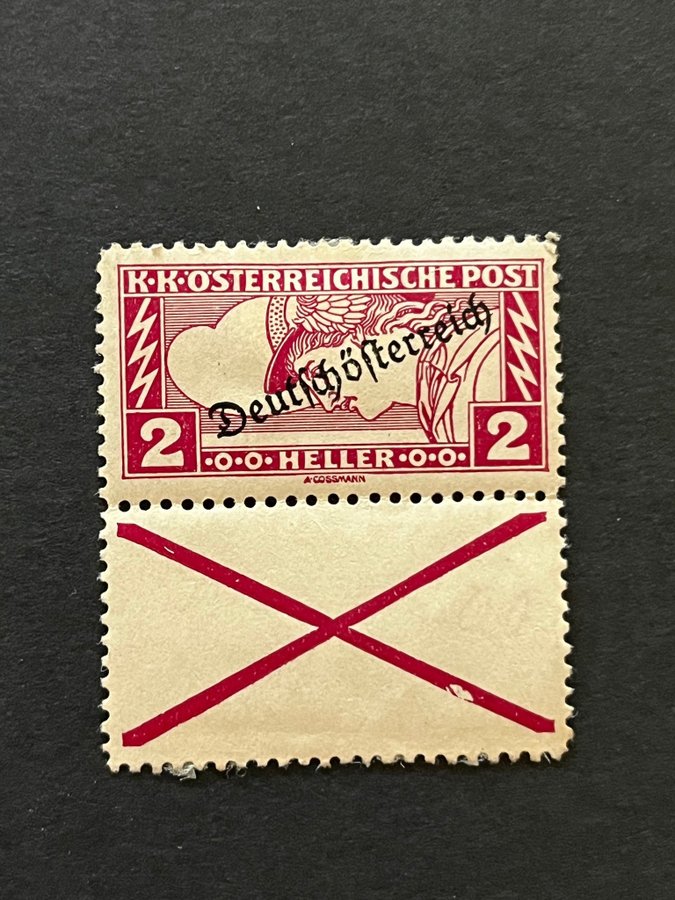 K·K·ÖSTERREICHISCHE POST
Deutschösterreich
2 ·o·o·HELLER·o·o· 2
A·COSSMANN